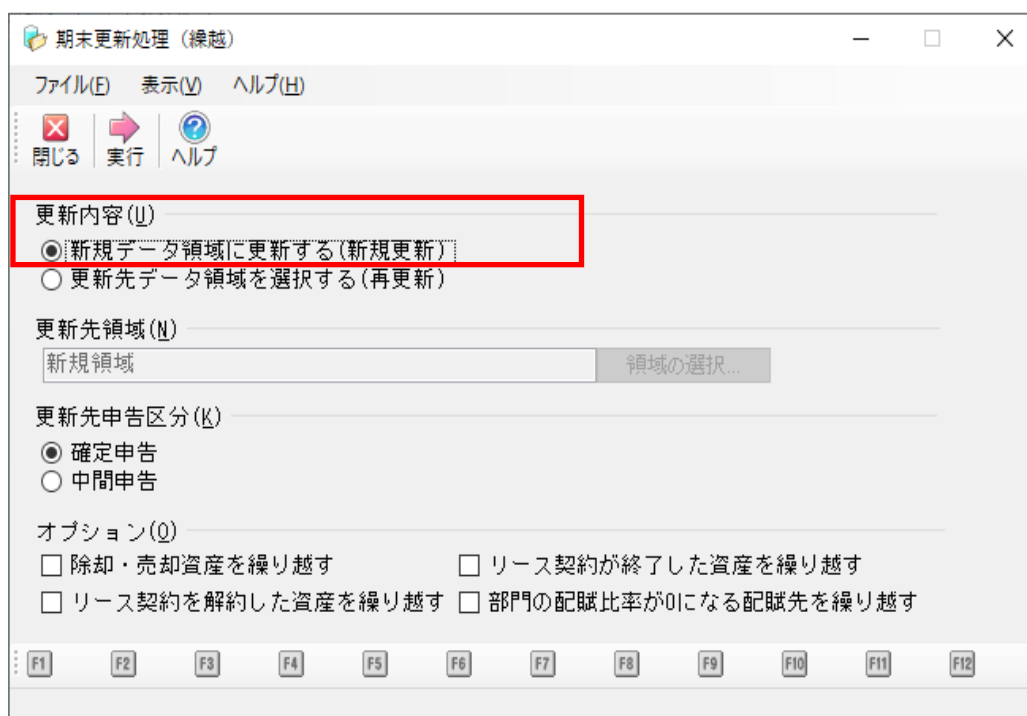 期末更新処理（繰越）
ファイル(F) 表示(V) ヘルプ(H)
閉じる 実行 ヘルプ
更新内容(U)
新規データ領域に更新する(新規更新)
更新先データ領域を選択する(再更新)
更新先領域(N)
新規領域 領域の選択...
更新先申告区分(K)
確定申告
中間申告
オプション(O)
除却・売却資産を繰り越す リース契約が終了した資産を繰り越す
リース契約を解約した資産を繰り越す 部門の配賦比率が0になる配賦先を繰り越す
F1 F2 F3 F4 F5 F6 F7 F8 F9 F10 F11 F12